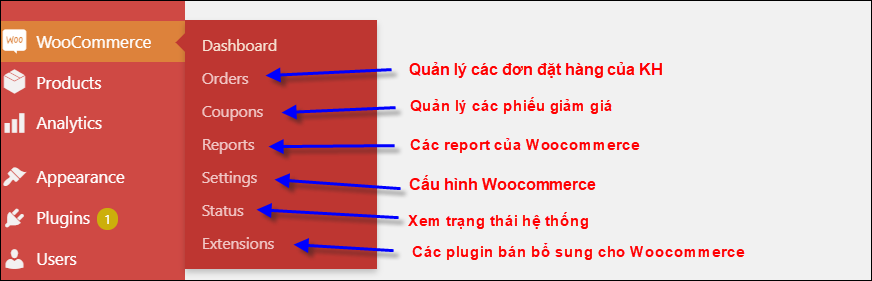 WOO WooCommerce
Dashboard
Orders Quản lý các đơn đặt hàng của KH
Products
Coupons Quản lý các phiếu giảm giá
Analytics
Reports Các report của Woocommerce
Appearance
Settings Cấu hình Woocommerce
Plugins 1
Status Xem trạng thái hệ thống
Extensions Các plugin bán bổ sung cho Woocommerce
Users